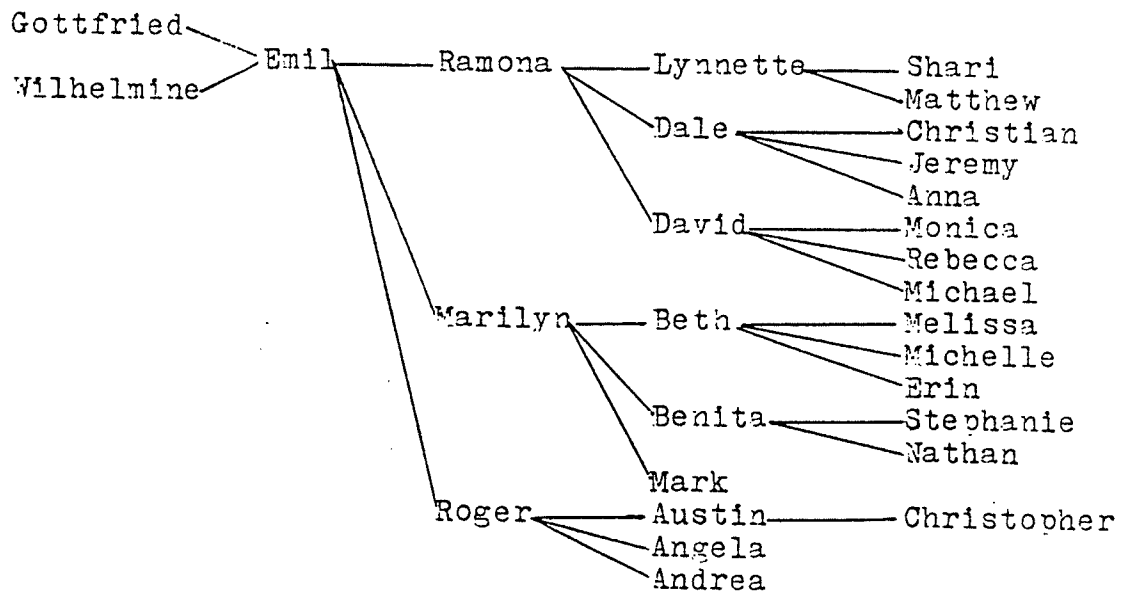 Gottfried
Wilhelmine
Emil
Ramona
Lynnette
Shari
Matthew
Dale
Christian
Jeremy
Anna
David
Monica
Rebecca
Michael
Marilyn
Beth
Melissa
Michelle
Erin
Benita
Stephanie
Nathan
Mark
Roger
Austin
Christopher
Angela
Andrea